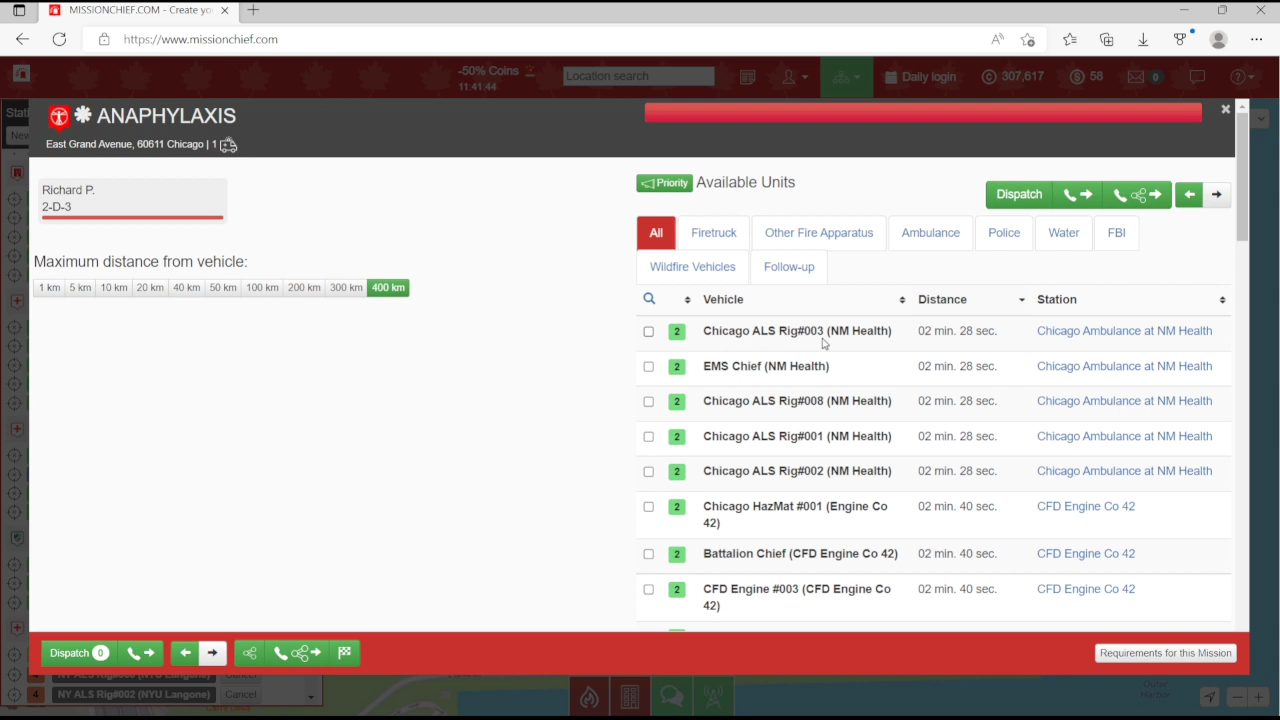 MISSIONCHIEF.COM - Create yo
https://www.missionchief.com
-50% Coins
11:41:44
Location search
Daily login
307,617
58
0
Stati
New
ANAPHYLAXIS
East Grand Avenue, 60611 Chicago | 1
Richard P.
2-D-3
Maximum distance from vehicle:
1 km 5 km 10 km 20 km 40 km 50 km 100 km 200 km 300 km 400 km
Priority Available Units
Dispatch
All Firetruck Other Fire Apparatus Ambulance Police Water FBI
Wildfire Vehicles Follow-up
Vehicle Distance Station
2 Chicago ALS Rig#003 (NM Health) 02 min. 28 sec. Chicago Ambulance at NM Health
2 EMS Chief (NM Health) 02 min. 28 sec. Chicago Ambulance at NM Health
2 Chicago ALS Rig#008 (NM Health) 02 min. 28 sec. Chicago Ambulance at NM Health
2 Chicago ALS Rig#001 (NM Health) 02 min. 28 sec. Chicago Ambulance at NM Health
2 Chicago ALS Rig#002 (NM Health) 02 min. 28 sec. Chicago Ambulance at NM Health
2 Chicago HazMat #001 (Engine Co 02 min. 40 sec. CFD Engine Co 42
42)
2 Battalion Chief (CFD Engine Co 42) 02 min. 40 sec. CFD Engine Co 42
2 CFD Engine #003 (CFD Engine Co 02 min. 40 sec. CFD Engine Co 42
42)
Dispatch 0
Requirements for this Mission
4 NY ALS Rig#002 (NYU Langone) Cancel
Outer
Harbor